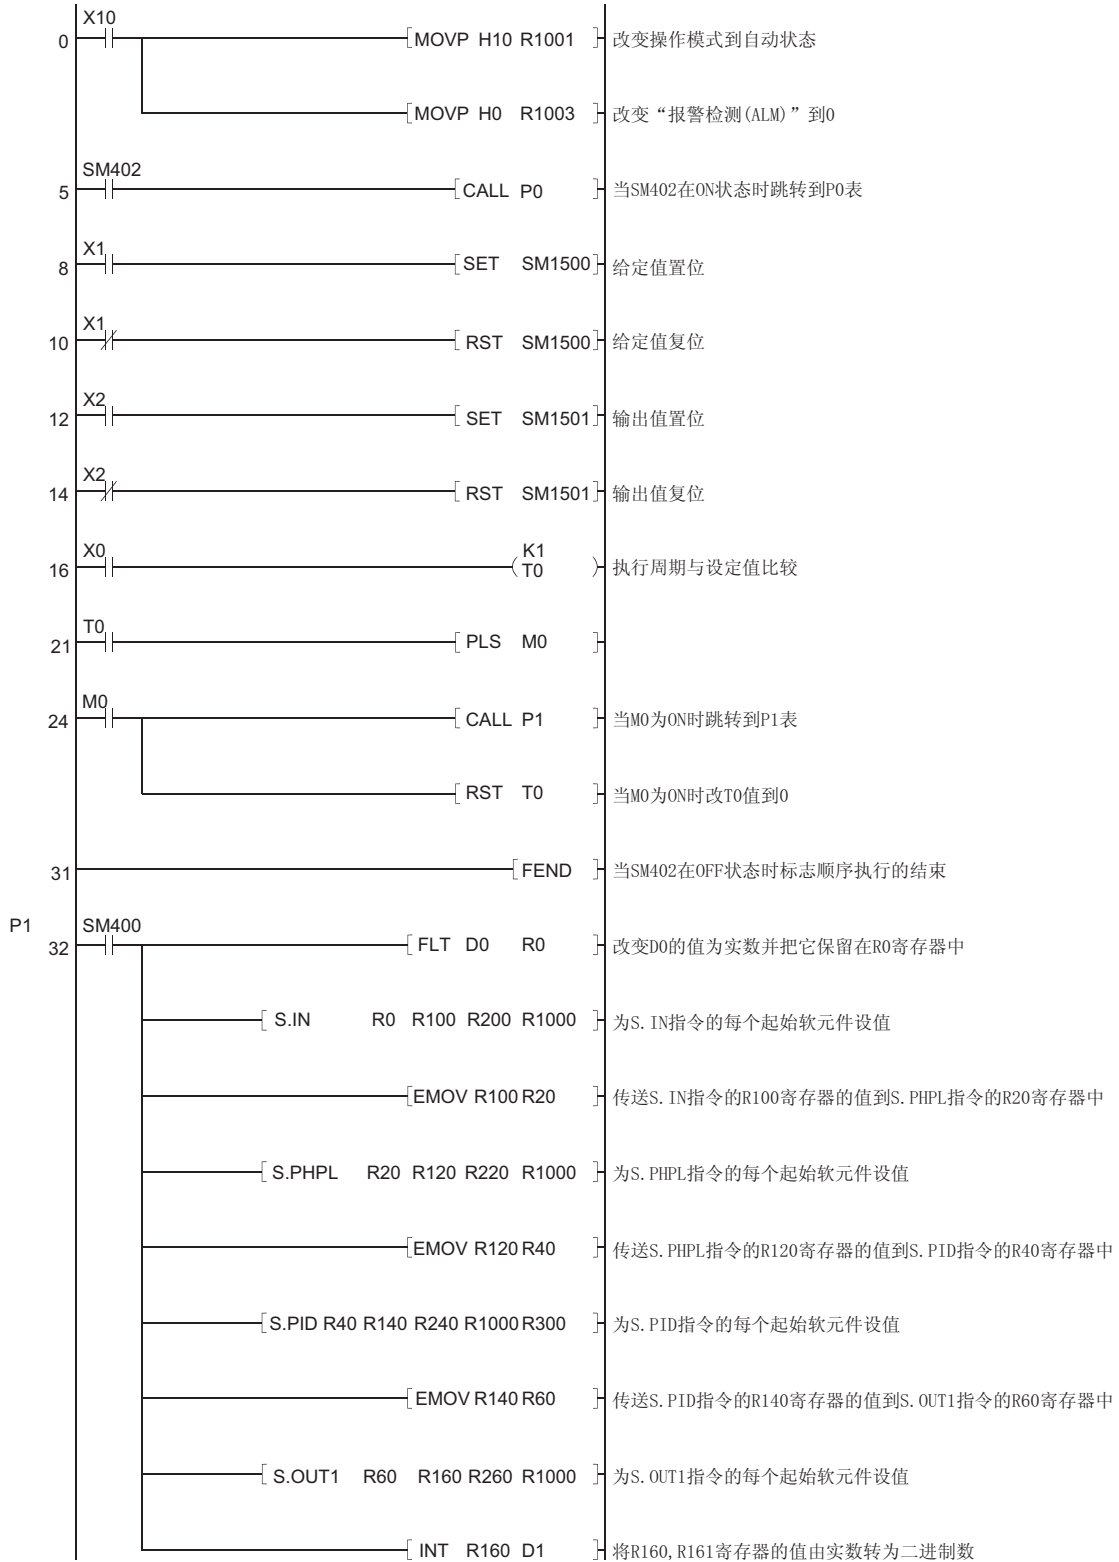 X10
0 [MOVP H10 R1001] 改变操作模式到自动状态
[MOVP H0 R1003] 改变“报警检测(ALM)”到0
SM402
5 [CALL P0] 当SM402在ON状态时跳转到P0表
X1
8 [SET SM1500] 给定值置位
X1
10 [RST SM1500] 给定值复位
X2
12 [SET SM1501] 输出值置位
X2
14 [RST SM1501] 输出值复位
X0 K1
16 (T0) 执行周期与设定值比较
T0
21 [PLS M0]
M0
24 [CALL P1] 当M0为ON时跳转到P1表
[RST T0] 当M0为ON时改T0值到0
31 [FEND] 当SM402在OFF状态时标志顺序执行的结束
P1 SM400
32 [FLT D0 R0] 改变D0的值为实数并把它保留在R0寄存器中
[S.IN R0 R100 R200 R1000] 为S.IN指令的每个起始软元件设值
[EMOV R100 R20] 传送S.IN指令的R100寄存器的值到S.PHPL指令的R20寄存器中
[S.PHPL R20 R120 R220 R1000] 为S.PHPL指令的每个起始软元件设值
[EMOV R120 R40] 传送S.PHPL指令的R120寄存器的值到S.PID指令的R40寄存器中
[S.PID R40 R140 R240 R1000 R300] 为S.PID指令的每个起始软元件设值
[EMOV R140 R60] 传送S.PID指令的R140寄存器的值到S.OUT1指令的R60寄存器中
[S.OUT1 R60 R160 R260 R1000] 为S.OUT1指令的每个起始软元件设值
[INT R160 D1] 将R160,R161寄存器的值由实数转为二进制数